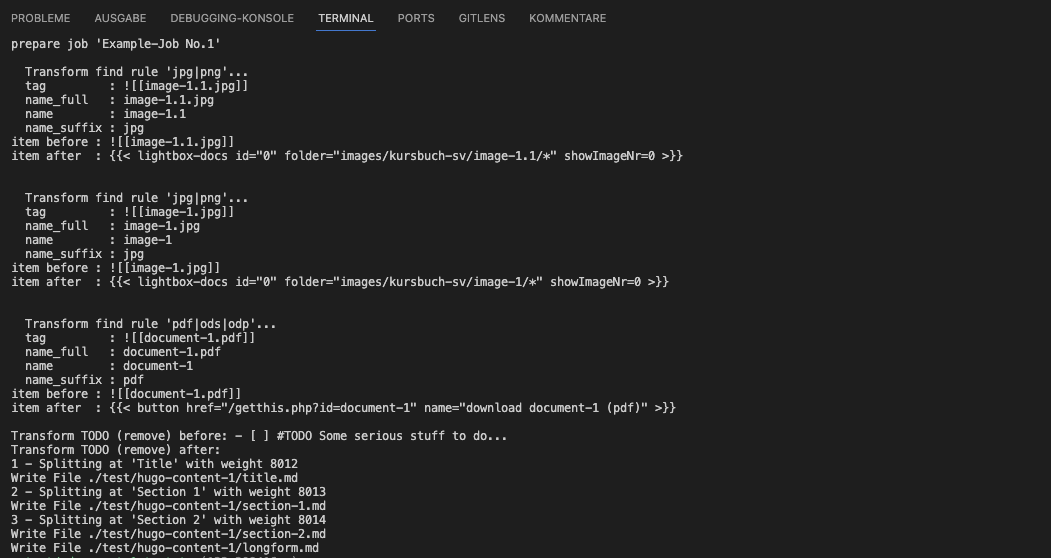 PROBLEME AUSGABE DEBUGGING-KONSOLE TERMINAL PORTS GITLENS KOMMENTARE
prepare job 'Example-Job No.1'
Transform find rule 'jpg|png'...
tag : ![[image-1.1.jpg]]
name_full : image-1.1.jpg
name : image-1.1
name_suffix : jpg
item before : ![[image-1.1.jpg]]
item after : {{< lightbox-docs id="0" folder="images/kursbuch-sv/image-1.1/*" showImageNr=0 >}}
Transform find rule 'jpg|png'...
tag : ![[image-1.jpg]]
name_full : image-1.jpg
name : image-1
name_suffix : jpg
item before : ![[image-1.jpg]]
item after : {{< lightbox-docs id="0" folder="images/kursbuch-sv/image-1/*" showImageNr=0 >}}
Transform find rule 'pdf|ods|odp'...
tag : ![[document-1.pdf]]
name_full : document-1.pdf
name : document-1
name_suffix : pdf
item before : ![[document-1.pdf]]
item after : {{< button href="/getthis.php?id=document-1" name="download document-1 (pdf)" >}}
Transform TODO (remove) before: - [ ] #TODO Some serious stuff to do...
Transform TODO (remove) after:
1 - Splitting at 'Title' with weight 8012
Write File ./test/hugo-content-1/title.md
2 - Splitting at 'Section 1' with weight 8013
Write File ./test/hugo-content-1/section-1.md
3 - Splitting at 'Section 2' with weight 8014
Write File ./test/hugo-content-1/section-2.md
Write File ./test/hugo-content-1/longform.md